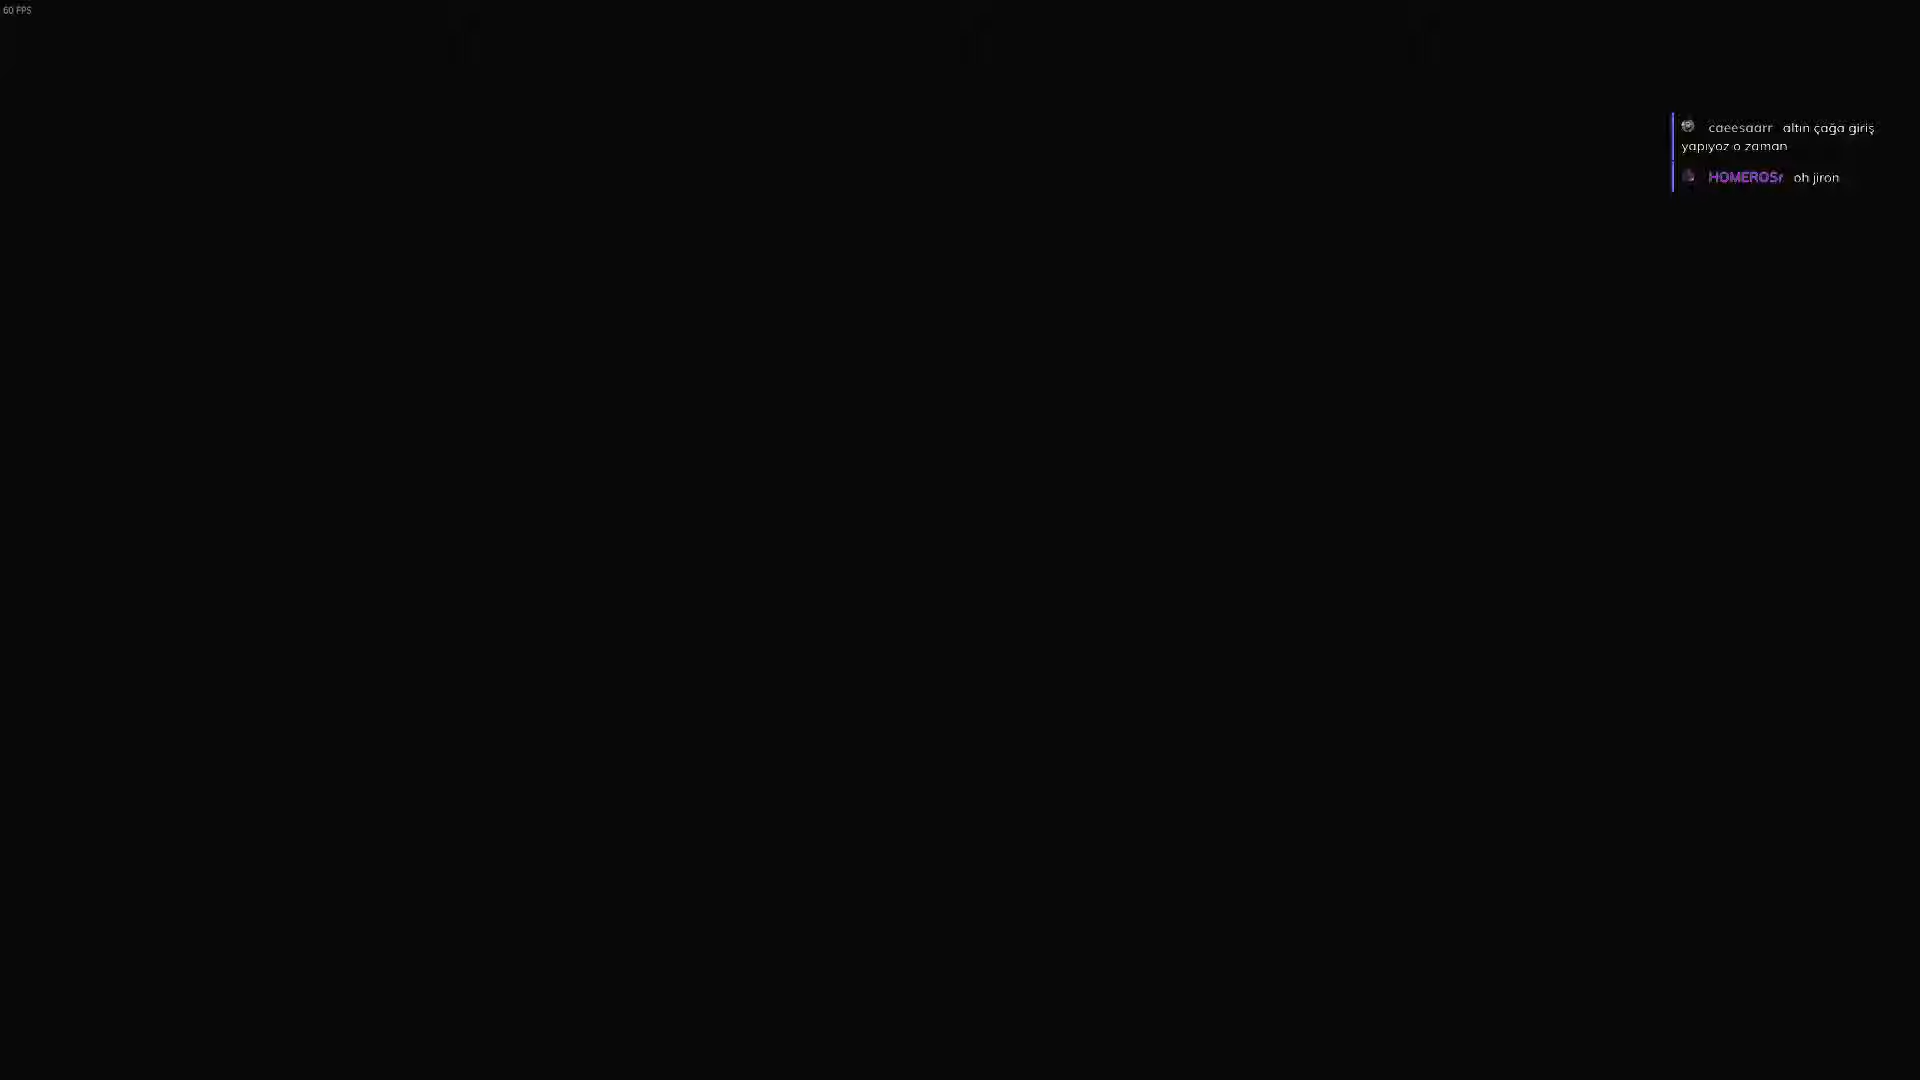 60 FPS
caeesaarr altın çağa giriş
yapıyoz o zaman
HOMEROSr oh jiron